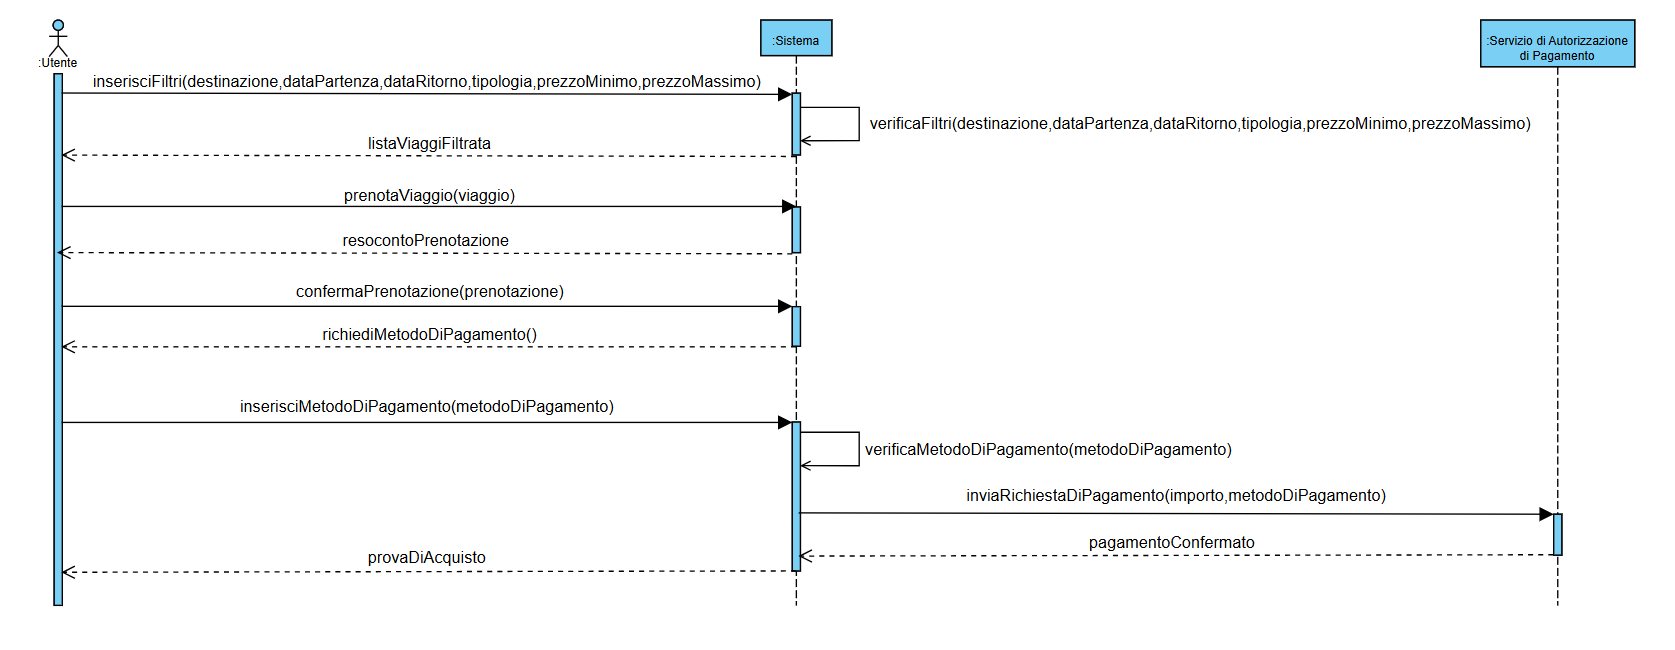 :Utente
:Sistema
:Servizio di Autorizzazione
di Pagamento
inserisciFiltri(destinazione,dataPartenza,dataRitorno,tipologia,prezzoMinimo,prezzoMassimo)
verificaFiltri(destinazione,dataPartenza,dataRitorno,tipologia,prezzoMinimo,prezzoMassimo)
listaViaggiFiltrata
prenotaViaggio(viaggio)
resocontoPrenotazione
confermaPrenotazione(prenotazione)
richiediMetodoDiPagamento()
inserisciMetodoDiPagamento(metodoDiPagamento)
verificaMetodoDiPagamento(metodoDiPagamento)
inviaRichiestaDiPagamento(importo,metodoDiPagamento)
pagamentoConfermato
provaDiAcquisto